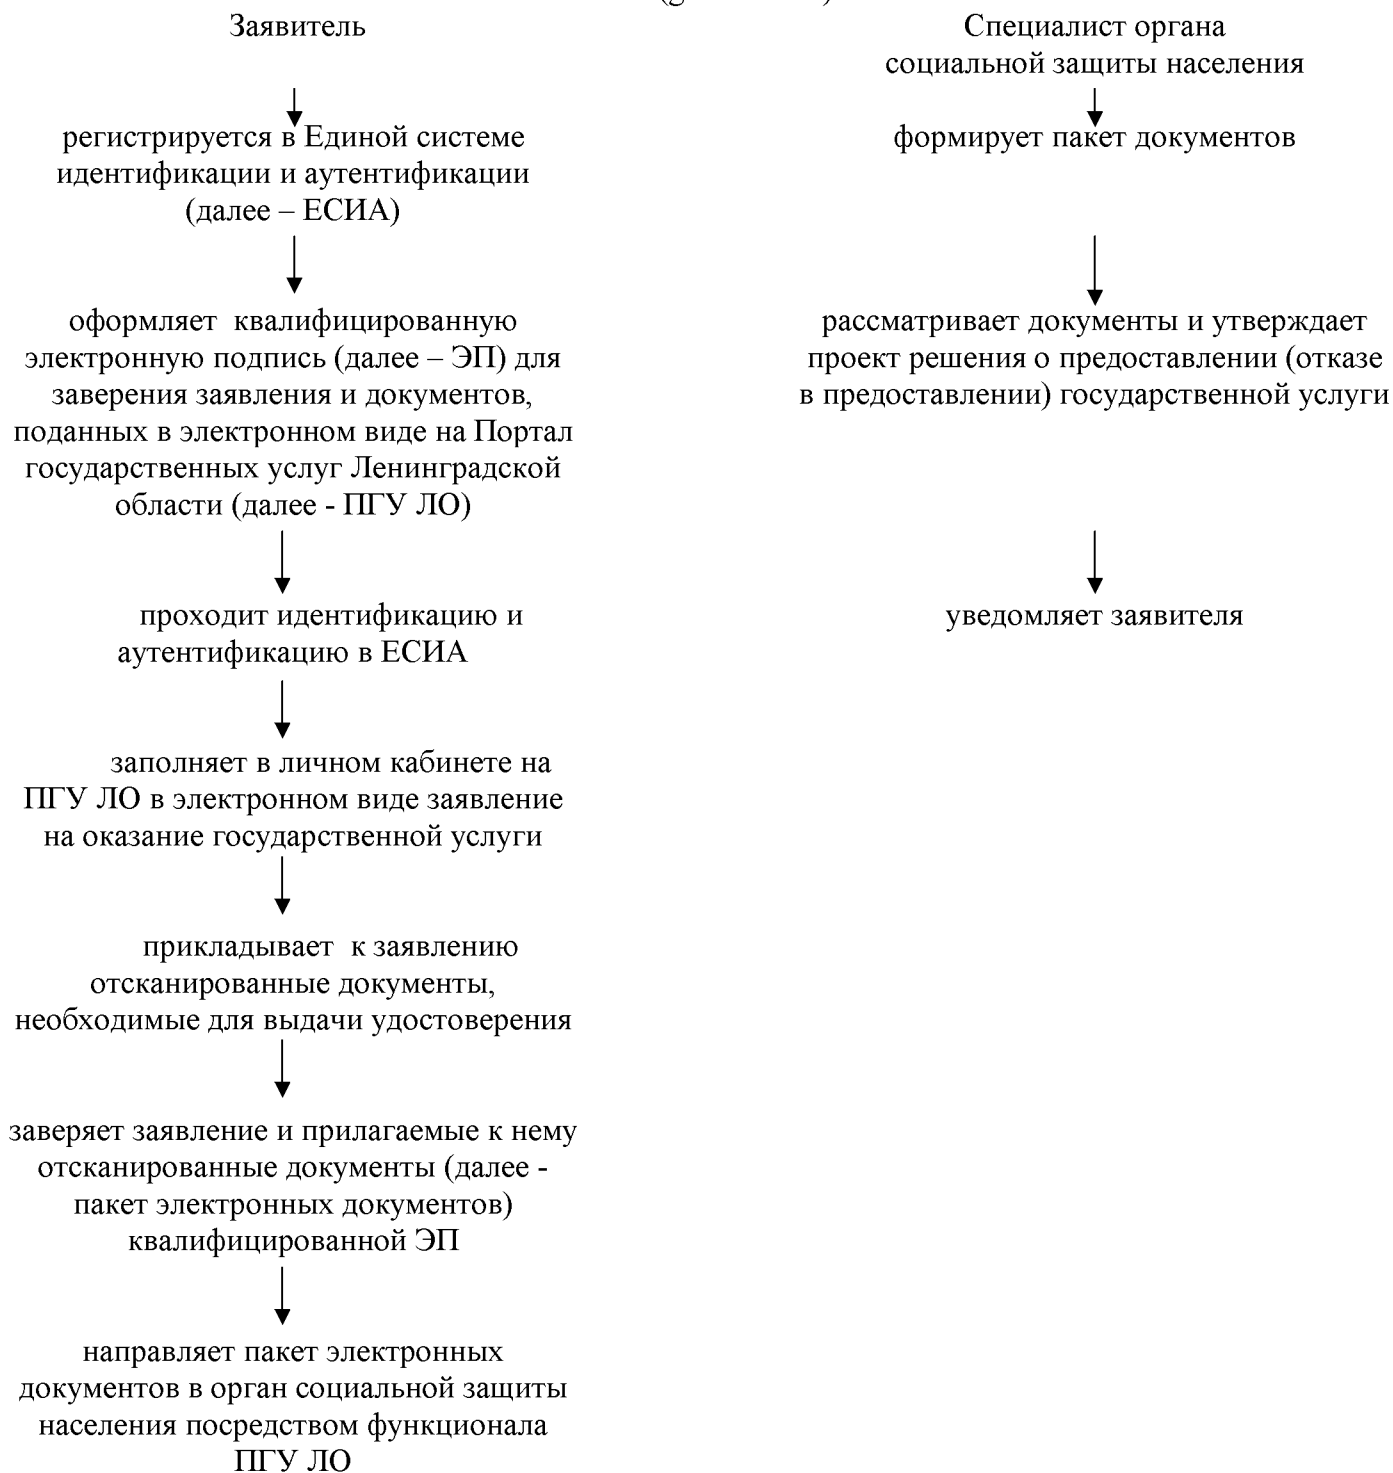 Заявитель
регистрируется в Единой системе
идентификации и аутентификации
(далее – ЕСИА)
оформляет квалифицированную
электронную подпись (далее – ЭП) для
заверения заявления и документов,
поданных в электронном виде на Портал
государственных услуг Ленинградской
области (далее - ПГУ ЛО)
проходит идентификацию и
аутентификацию в ЕСИА
заполняет в личном кабинете на
ПГУ ЛО в электронном виде заявление
на оказание государственной услуги
прикладывает к заявлению
отсканированные документы,
необходимые для выдачи удостоверения
заверяет заявление и прилагаемые к нему
отсканированные документы (далее -
пакет электронных документов)
квалифицированной ЭП
направляет пакет электронных
документов в орган социальной защиты
населения посредством функционала
ПГУ ЛО
Специалист органа
социальной защиты населения
формирует пакет документов
рассматривает документы и утверждает
проект решения о предоставлении (отказе
в предоставлении) государственной услуги
уведомляет заявителя